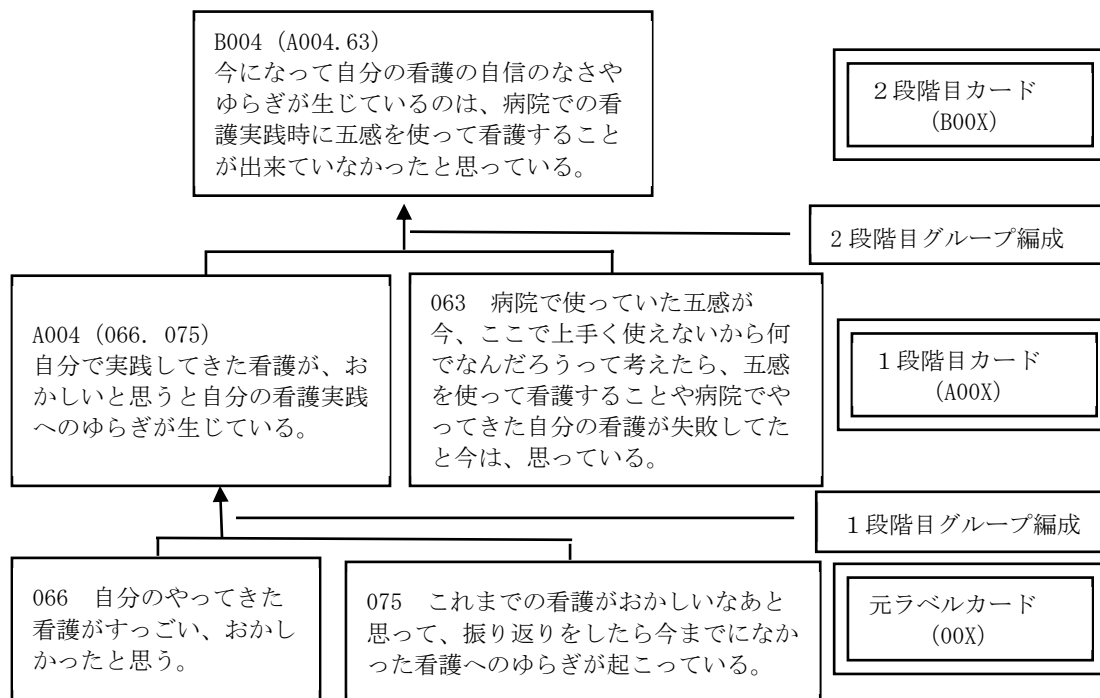 B004 (A004.63)
今になって自分の看護の自信のなさや
ゆらぎが生じているのは、病院での看
護実践時に五感を使って看護すること
が出来ていなかったと思っている。
２段階目カード
(B00X)
２段階目グループ編成
A004 (066. 075)
自分で実践してきた看護が、お
かしいと思うと自分の看護実践
へのゆらぎが生じている。
063　病院で使っていた五感が
今、ここで上手く使えないから何
でなんだろうって考えたら、五感
を使って看護することや病院でや
ってきた自分の看護が失敗してた
と今は、思っている。
１段階目カード
(A00X)
１段階目グループ編成
066　自分のやってきた
看護がすっごい、おかし
かったと思う。
075　これまでの看護がおかしいなあと
思って、振り返りをしたら今までになか
った看護へのゆらぎが起こっている。
元ラベルカード
(00X)